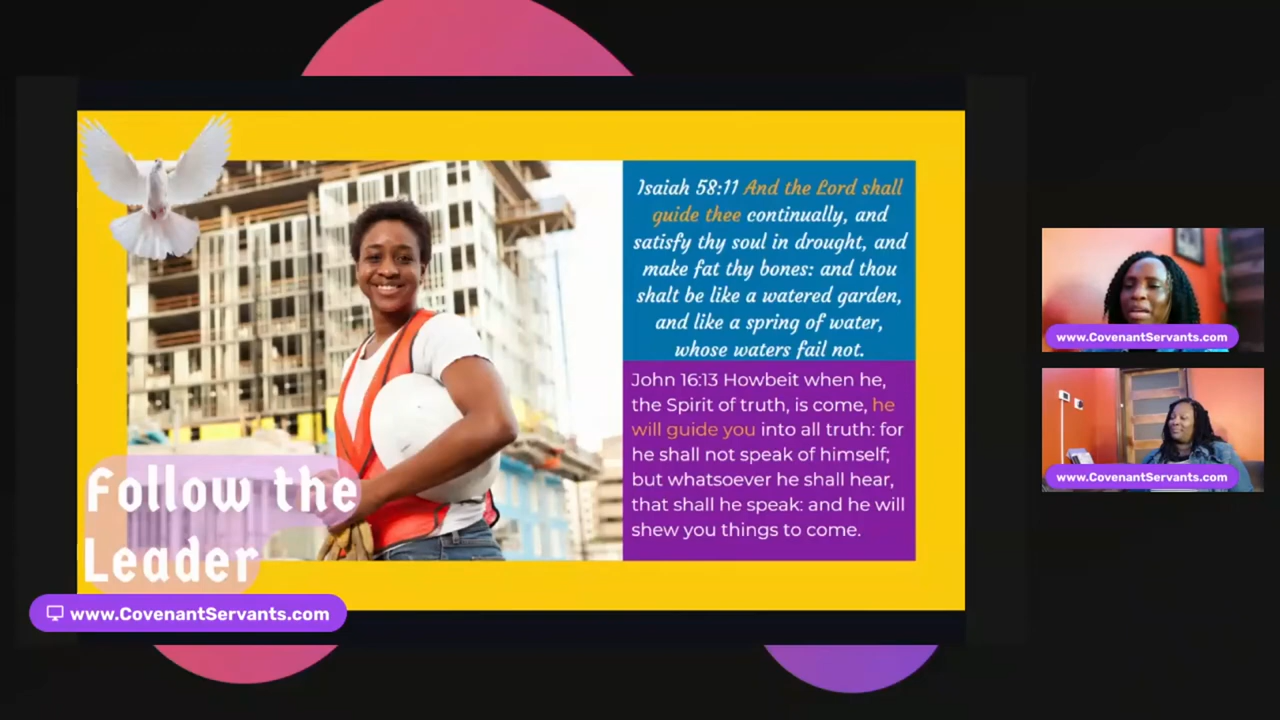 Isaiah 58:11 And the Lord shall
guide thee continually, and
satisfy thy soul in drought, and
make fat thy bones: and thou
shalt be like a watered garden,
and like a spring of water,
whose waters fail not.
John 16:13 Howbeit when he,
the Spirit of truth, is come, he
will guide you into all truth: for
he shall not speak of himself;
but whatsoever he shall hear,
that shall he speak: and he will
shew you things to come.
Follow the
Leader
www.CovenantServants.com
www.CovenantServants.com
www.CovenantServants.com